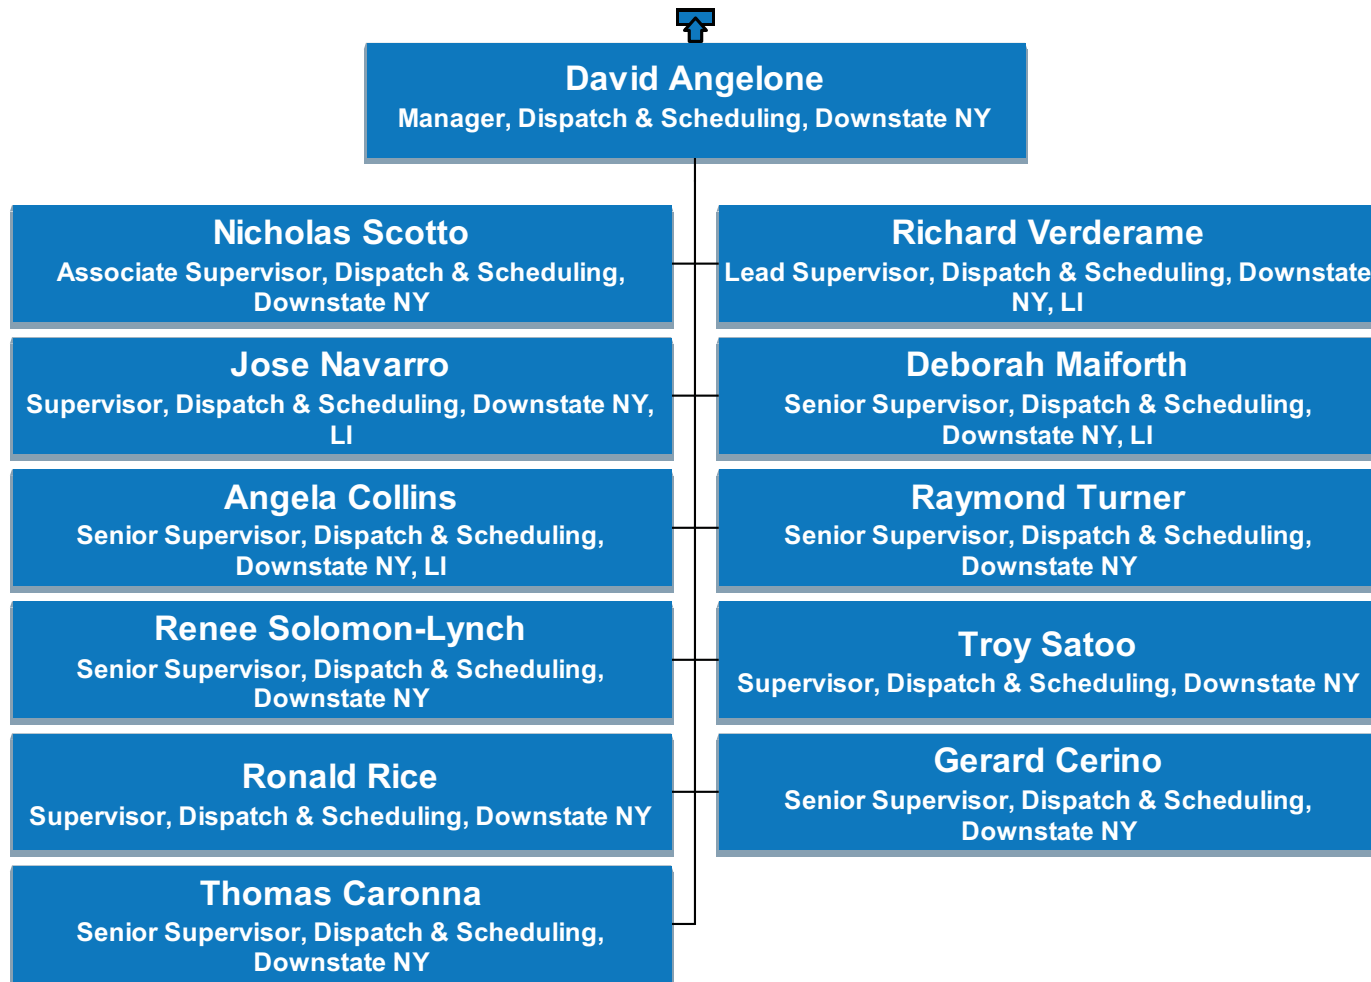 David Angelone
Manager, Dispatch & Scheduling, Downstate NY
Nicholas Scotto
Associate Supervisor, Dispatch & Scheduling,
Downstate NY
Richard Verderame
Lead Supervisor, Dispatch & Scheduling, Downstate
NY, LI
Jose Navarro
Supervisor, Dispatch & Scheduling, Downstate NY,
LI
Deborah Maiforth
Senior Supervisor, Dispatch & Scheduling,
Downstate NY, LI
Angela Collins
Senior Supervisor, Dispatch & Scheduling,
Downstate NY, LI
Raymond Turner
Senior Supervisor, Dispatch & Scheduling,
Downstate NY
Renee Solomon-Lynch
Senior Supervisor, Dispatch & Scheduling,
Downstate NY
Troy Satoo
Supervisor, Dispatch & Scheduling, Downstate NY
Ronald Rice
Supervisor, Dispatch & Scheduling, Downstate NY
Gerard Cerino
Senior Supervisor, Dispatch & Scheduling,
Downstate NY
Thomas Caronna
Senior Supervisor, Dispatch & Scheduling,
Downstate NY